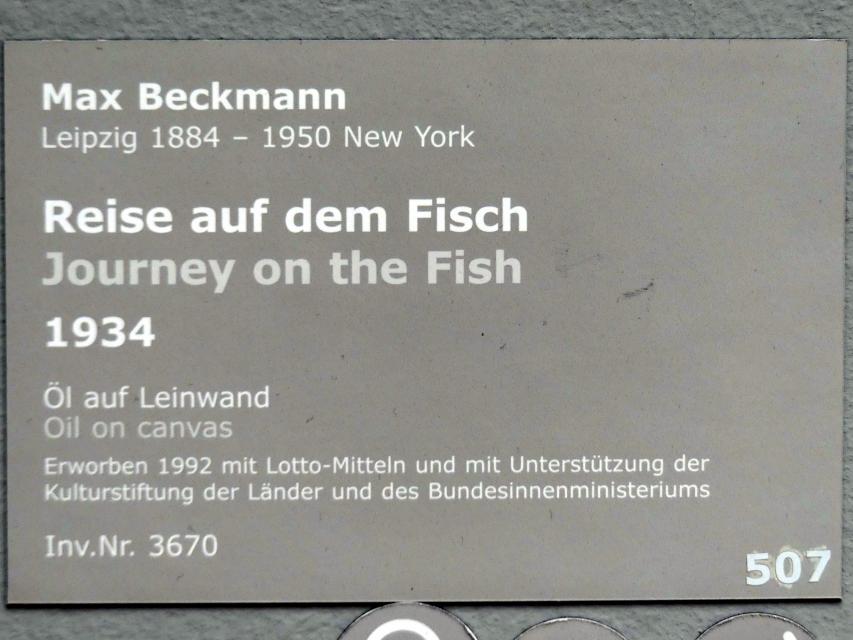 Max Beckmann
Leipzig 1884 – 1950 New York
Reise auf dem Fisch
Journey on the Fish
1934
Öl auf Leinwand
Oil on canvas
Erworben 1992 mit Lotto-Mitteln und mit Unterstützung der
Kulturstiftung der Länder und des Bundesinnenministeriums
Inv.Nr. 3670
507